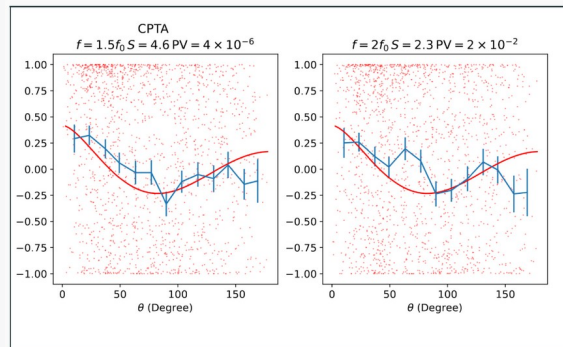 CPTA
f = 1.5f₀ S = 4.6 PV = 4 × 10⁻⁶
f = 2f₀ S = 2.3 PV = 2 × 10⁻²
1.00
0.75
0.50
0.25
0.00
−0.25
−0.50
−0.75
−1.00
0 50 100 150
θ (Degree)
1.00
0.75
0.50
0.25
0.00
−0.25
−0.50
−0.75
−1.00
0 50 100 150
θ (Degree)